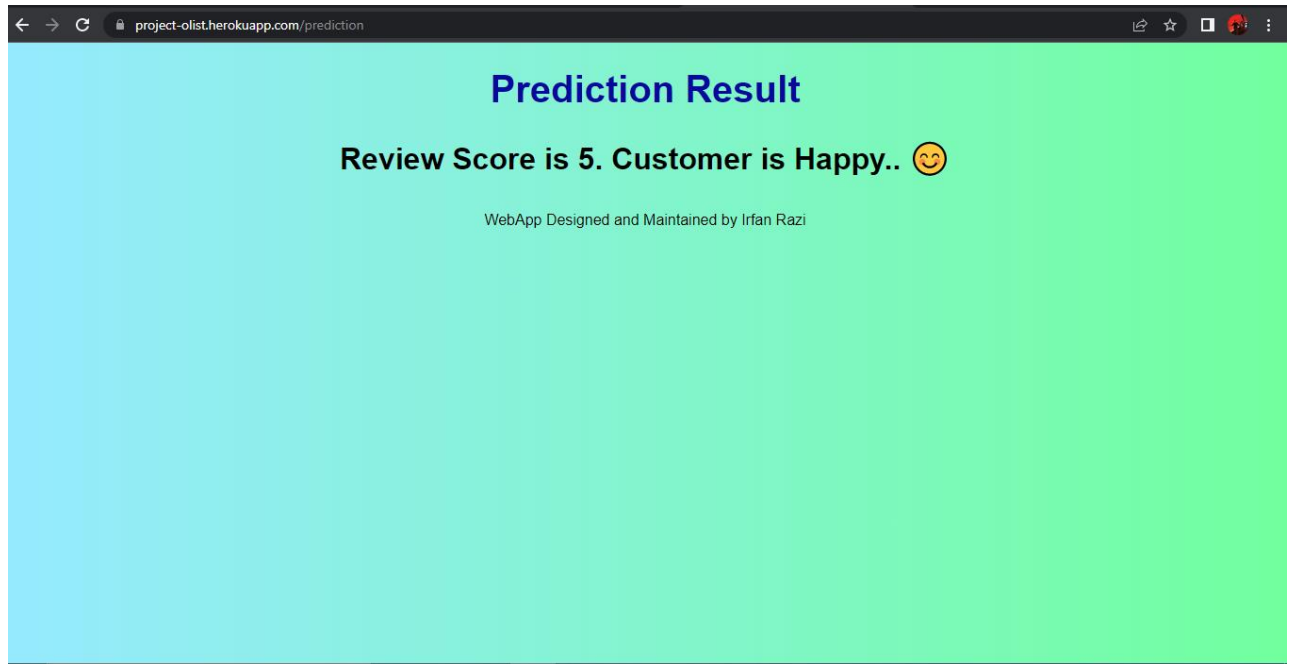 project-olist.herokuapp.com/prediction
Prediction Result
Review Score is 5. Customer is Happy.. 😊
WebApp Designed and Maintained by Irfan Razi